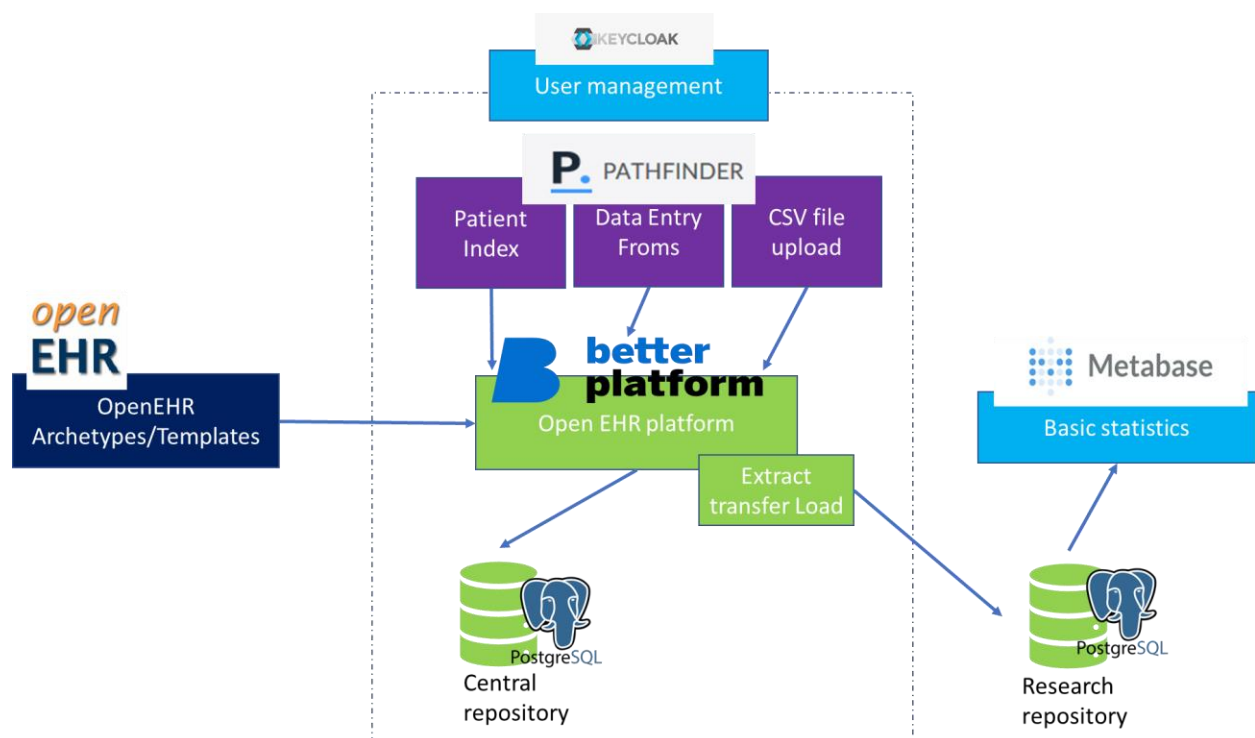 KEYCLOAK
User management
P. PATHFINDER
Patient
Index
Data Entry
Froms
CSV file
upload
open
EHR
OpenEHR
Archetypes/Templates
better
platform
Open EHR platform
Extract
transfer Load
Metabase
Basic statistics
PostgreSQL
Central
repository
PostgreSQL
Research
repository